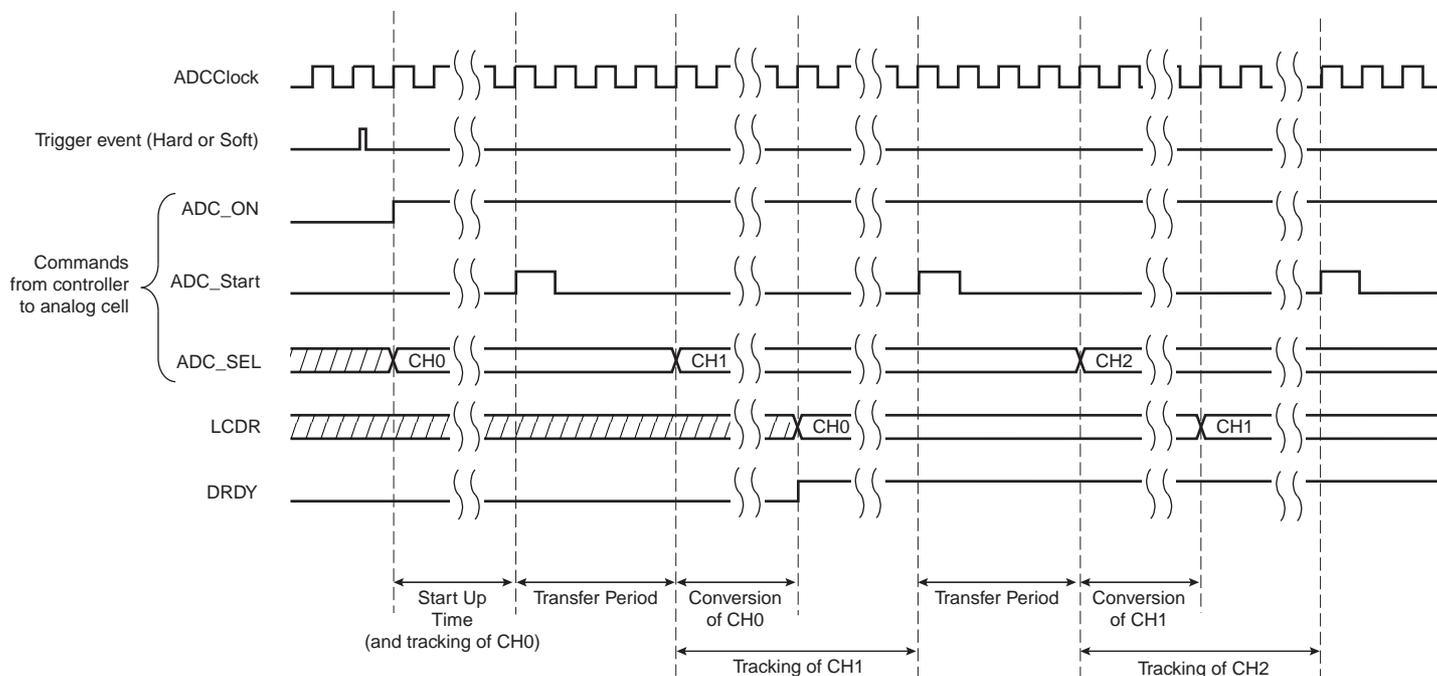 ADCClock
Trigger event (Hard or Soft)
ADC_ON
Commands
from controller
to analog cell
ADC_Start
ADC_SEL
CH0
CH1
CH2
LCDR
CH0
CH1
DRDY
Start Up
Time
(and tracking of CH0)
Transfer Period
Conversion
of CH0
Transfer Period
Conversion
of CH1
Tracking of CH1
Tracking of CH2